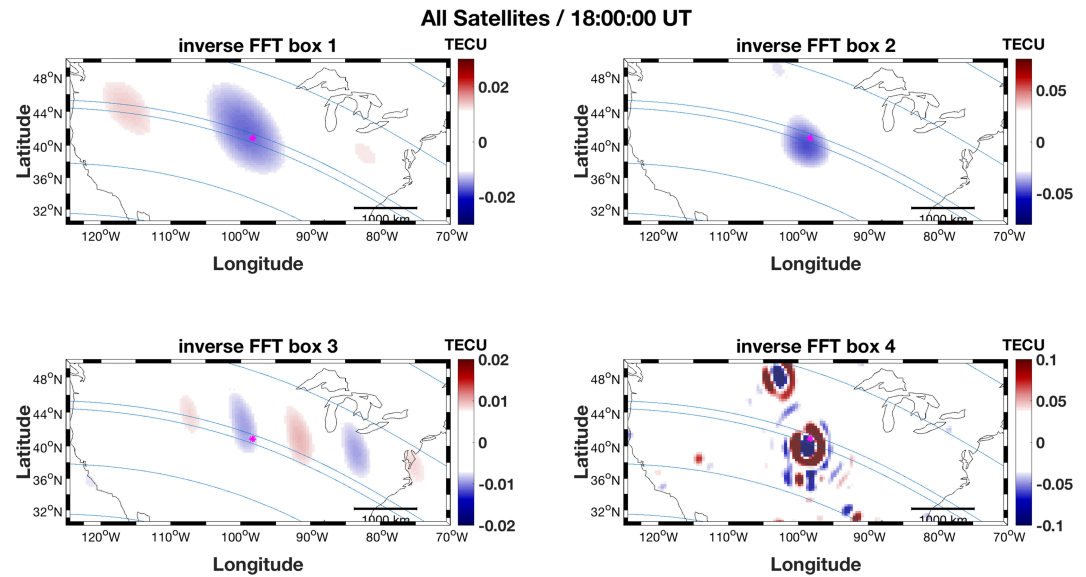 All Satellites / 18:00:00 UT
inverse FFT box 1
TECU
48°N
44°N
40°N
36°N
32°N
0.02
0
-0.02
Latitude
1000 km
120°W 110°W 100°W 90°W 80°W 70°W
Longitude
inverse FFT box 2
TECU
48°N
44°N
40°N
36°N
32°N
0.05
0
-0.05
Latitude
1000 km
120°W 110°W 100°W 90°W 80°W 70°W
Longitude
inverse FFT box 3
TECU
48°N
44°N
40°N
36°N
32°N
0.02
0.01
0
-0.01
-0.02
Latitude
1000 km
120°W 110°W 100°W 90°W 80°W 70°W
Longitude
inverse FFT box 4
TECU
48°N
44°N
40°N
36°N
32°N
0.1
0.05
0
-0.05
-0.1
Latitude
1000 km
120°W 110°W 100°W 90°W 80°W 70°W
Longitude